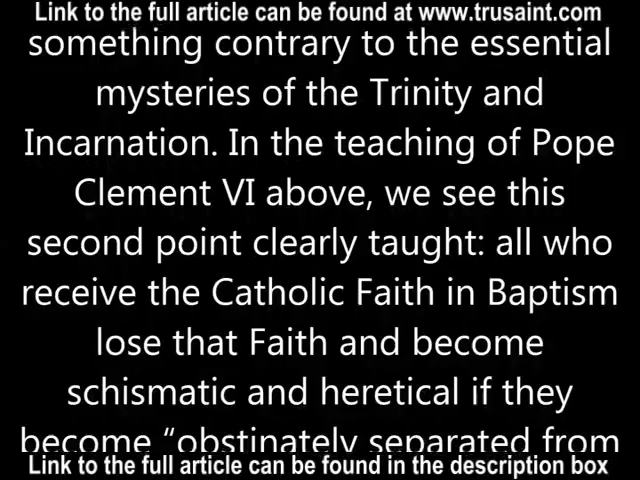 Link to the full article can be found at www.trusaint.com
something contrary to the essential
mysteries of the Trinity and
Incarnation. In the teaching of Pope
Clement VI above, we see this
second point clearly taught: all who
receive the Catholic Faith in Baptism
lose that Faith and become
schismatic and heretical if they
become “obstinately separated from
Link to the full article can be found in the description box